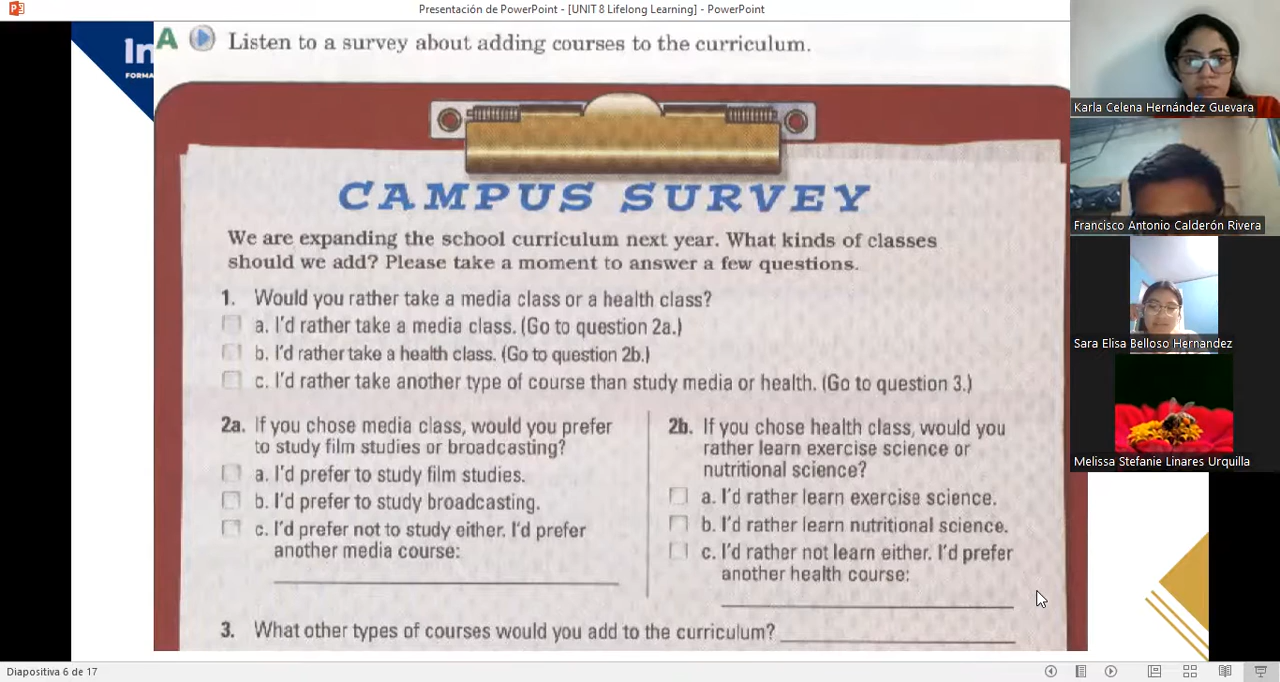 Presentación de PowerPoint - [UNIT 8 Lifelong Learning] - PowerPoint
A Listen to a survey about adding courses to the curriculum.
In
FORMA
CAMPUS SURVEY
We are expanding the school curriculum next year. What kinds of classes
should we add? Please take a moment to answer a few questions.
1. Would you rather take a media class or a health class?
a. I'd rather take a media class. (Go to question 2a.)
b. I'd rather take a health class. (Go to question 2b.)
c. I'd rather take another type of course than study media or health. (Go to question 3.)
2a. If you chose media class, would you prefer
to study film studies or broadcasting?
a. I'd prefer to study film studies.
b. I'd prefer to study broadcasting.
c. I'd prefer not to study either. I'd prefer
another media course:
2b. If you chose health class, would you
rather learn exercise science or
nutritional science?
a. I'd rather learn exercise science.
b. I'd rather learn nutritional science.
c. I'd rather not learn either. I'd prefer
another health course:
3. What other types of courses would you add to the curriculum?
Karla Celena Hernández Guevara
Francisco Antonio Calderón Rivera
Sara Elisa Belloso Hernandez
Melissa Stefanie Linares Urquilla
Diapositiva 6 de 17